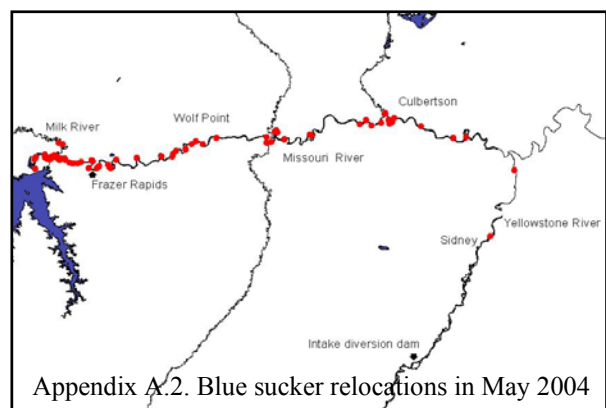 Culbertson
Wolf Point
Milk River
Missouri River
Frazer Rapids
Yellowstone River
Sidney
Intake diversion dam
Appendix A.2. Blue sucker relocations in May 2004